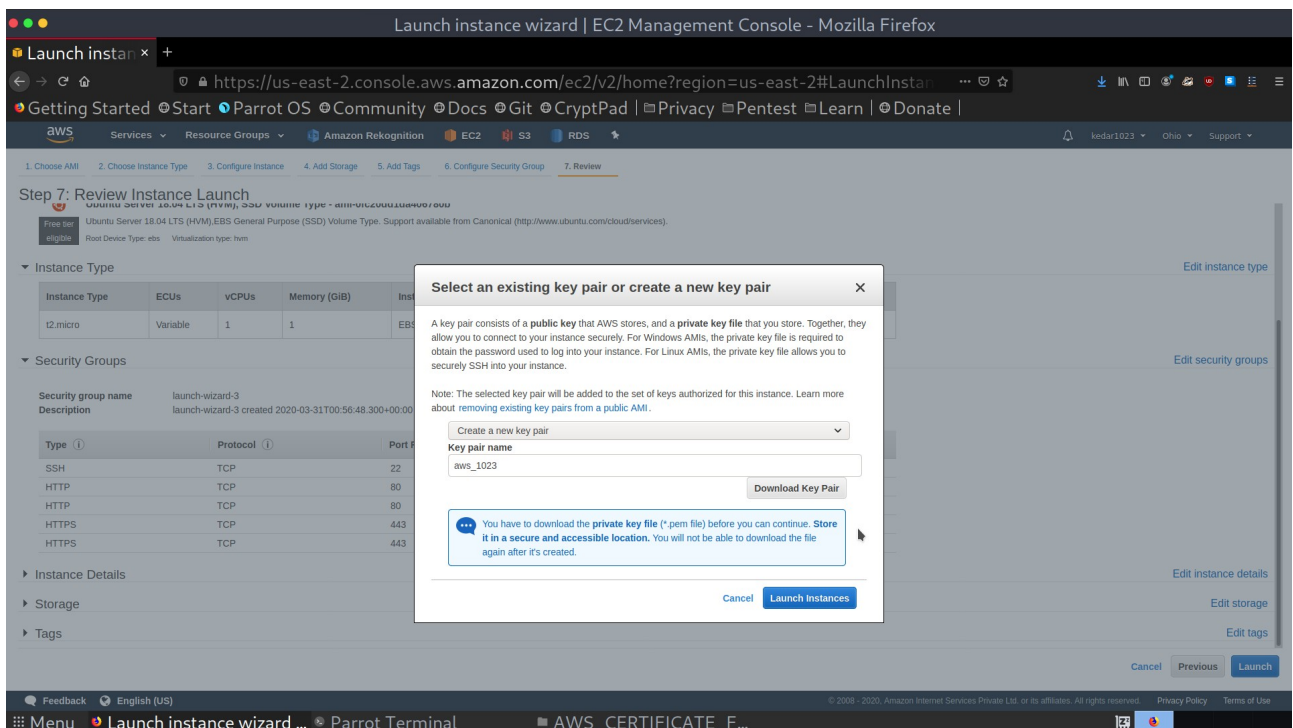 Launch instance wizard | EC2 Management Console - Mozilla Firefox
Launch instan × +
https://us-east-2.console.aws.amazon.com/ec2/v2/home?region=us-east-2#LaunchInstan
Getting Started Start Parrot OS Community Docs Git CryptPad | Privacy Pentest Learn | Donate |
aws Services Resource Groups Amazon Rekognition EC2 S3 RDS kedar1023 Ohio Support
1. Choose AMI 2. Choose Instance Type 3. Configure Instance 4. Add Storage 5. Add Tags 6. Configure Security Group 7. Review
Step 7: Review Instance Launch
Ubuntu Server 18.04 LTS (HVM), SSD Volume Type -
Free tier eligible
Ubuntu Server 18.04 LTS (HVM),EBS General Purpose (SSD) Volume Type. Support available from Canonical (http://www.ubuntu.com/cloud/services).
Root Device Type: ebs Virtualization type: hvm
Instance Type Edit instance type
Instance Type ECUs vCPUs Memory (GiB) Inst
t2.micro Variable 1 1 EBS
Security Groups Edit security groups
Security group name launch-wizard-3
Description launch-wizard-3 created 2020-03-31T00:56:48.300+00:00
Type Protocol Port R
SSH TCP 22
HTTP TCP 80
HTTP TCP 80
HTTPS TCP 443
HTTPS TCP 443
Instance Details Edit instance details
Storage Edit storage
Tags Edit tags
Select an existing key pair or create a new key pair ×
A key pair consists of a public key that AWS stores, and a private key file that you store. Together, they
allow you to connect to your instance securely. For Windows AMIs, the private key file is required to
obtain the password used to log into your instance. For Linux AMIs, the private key file allows you to
securely SSH into your instance.
Note: The selected key pair will be added to the set of keys authorized for this instance. Learn more
about removing existing key pairs from a public AMI.
Create a new key pair
Key pair name
aws_1023
Download Key Pair
You have to download the private key file (*.pem file) before you can continue. Store
it in a secure and accessible location. You will not be able to download the file
again after it's created.
Cancel Launch Instances
Cancel Previous Launch
Feedback English (US) © 2008 - 2020, Amazon Internet Services Private Ltd. or its affiliates. All rights reserved. Privacy Policy Terms of Use
Menu Launch instance wizard ... Parrot Terminal AWS_CERTIFICATE_F...